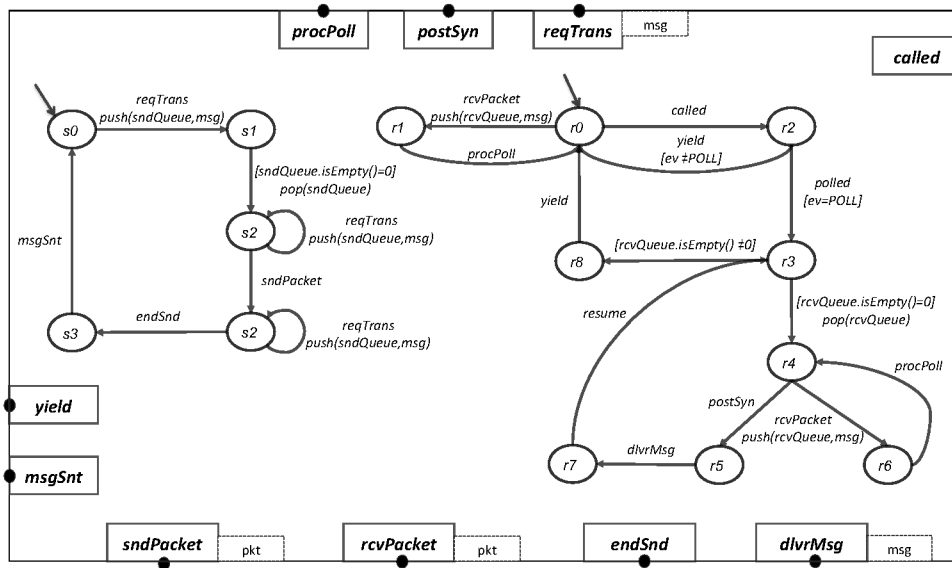 procPoll
postSyn
reqTrans
msg
called
reqTrans
push(sndQueue,msg)
s0
s1
[sndQueue.isEmpty()=0]
pop(sndQueue)
s2
reqTrans
push(sndQueue,msg)
msgSnt
sndPacket
endSnd
s3
s2
reqTrans
push(sndQueue,msg)
rcvPacket
push(rcvQueue,msg)
called
r1
r0
r2
procPoll
yield
[ev ‡POLL]
polled
[ev=POLL]
yield
[rcvQueue.isEmpty() ‡0]
r8
r3
resume
[rcvQueue.isEmpty()=0]
pop(rcvQueue)
r4
procPoll
postSyn
rcvPacket
push(rcvQueue,msg)
dlvrMsg
r7
r5
r6
yield
msgSnt
sndPacket
pkt
rcvPacket
pkt
endSnd
dlvrMsg
msg